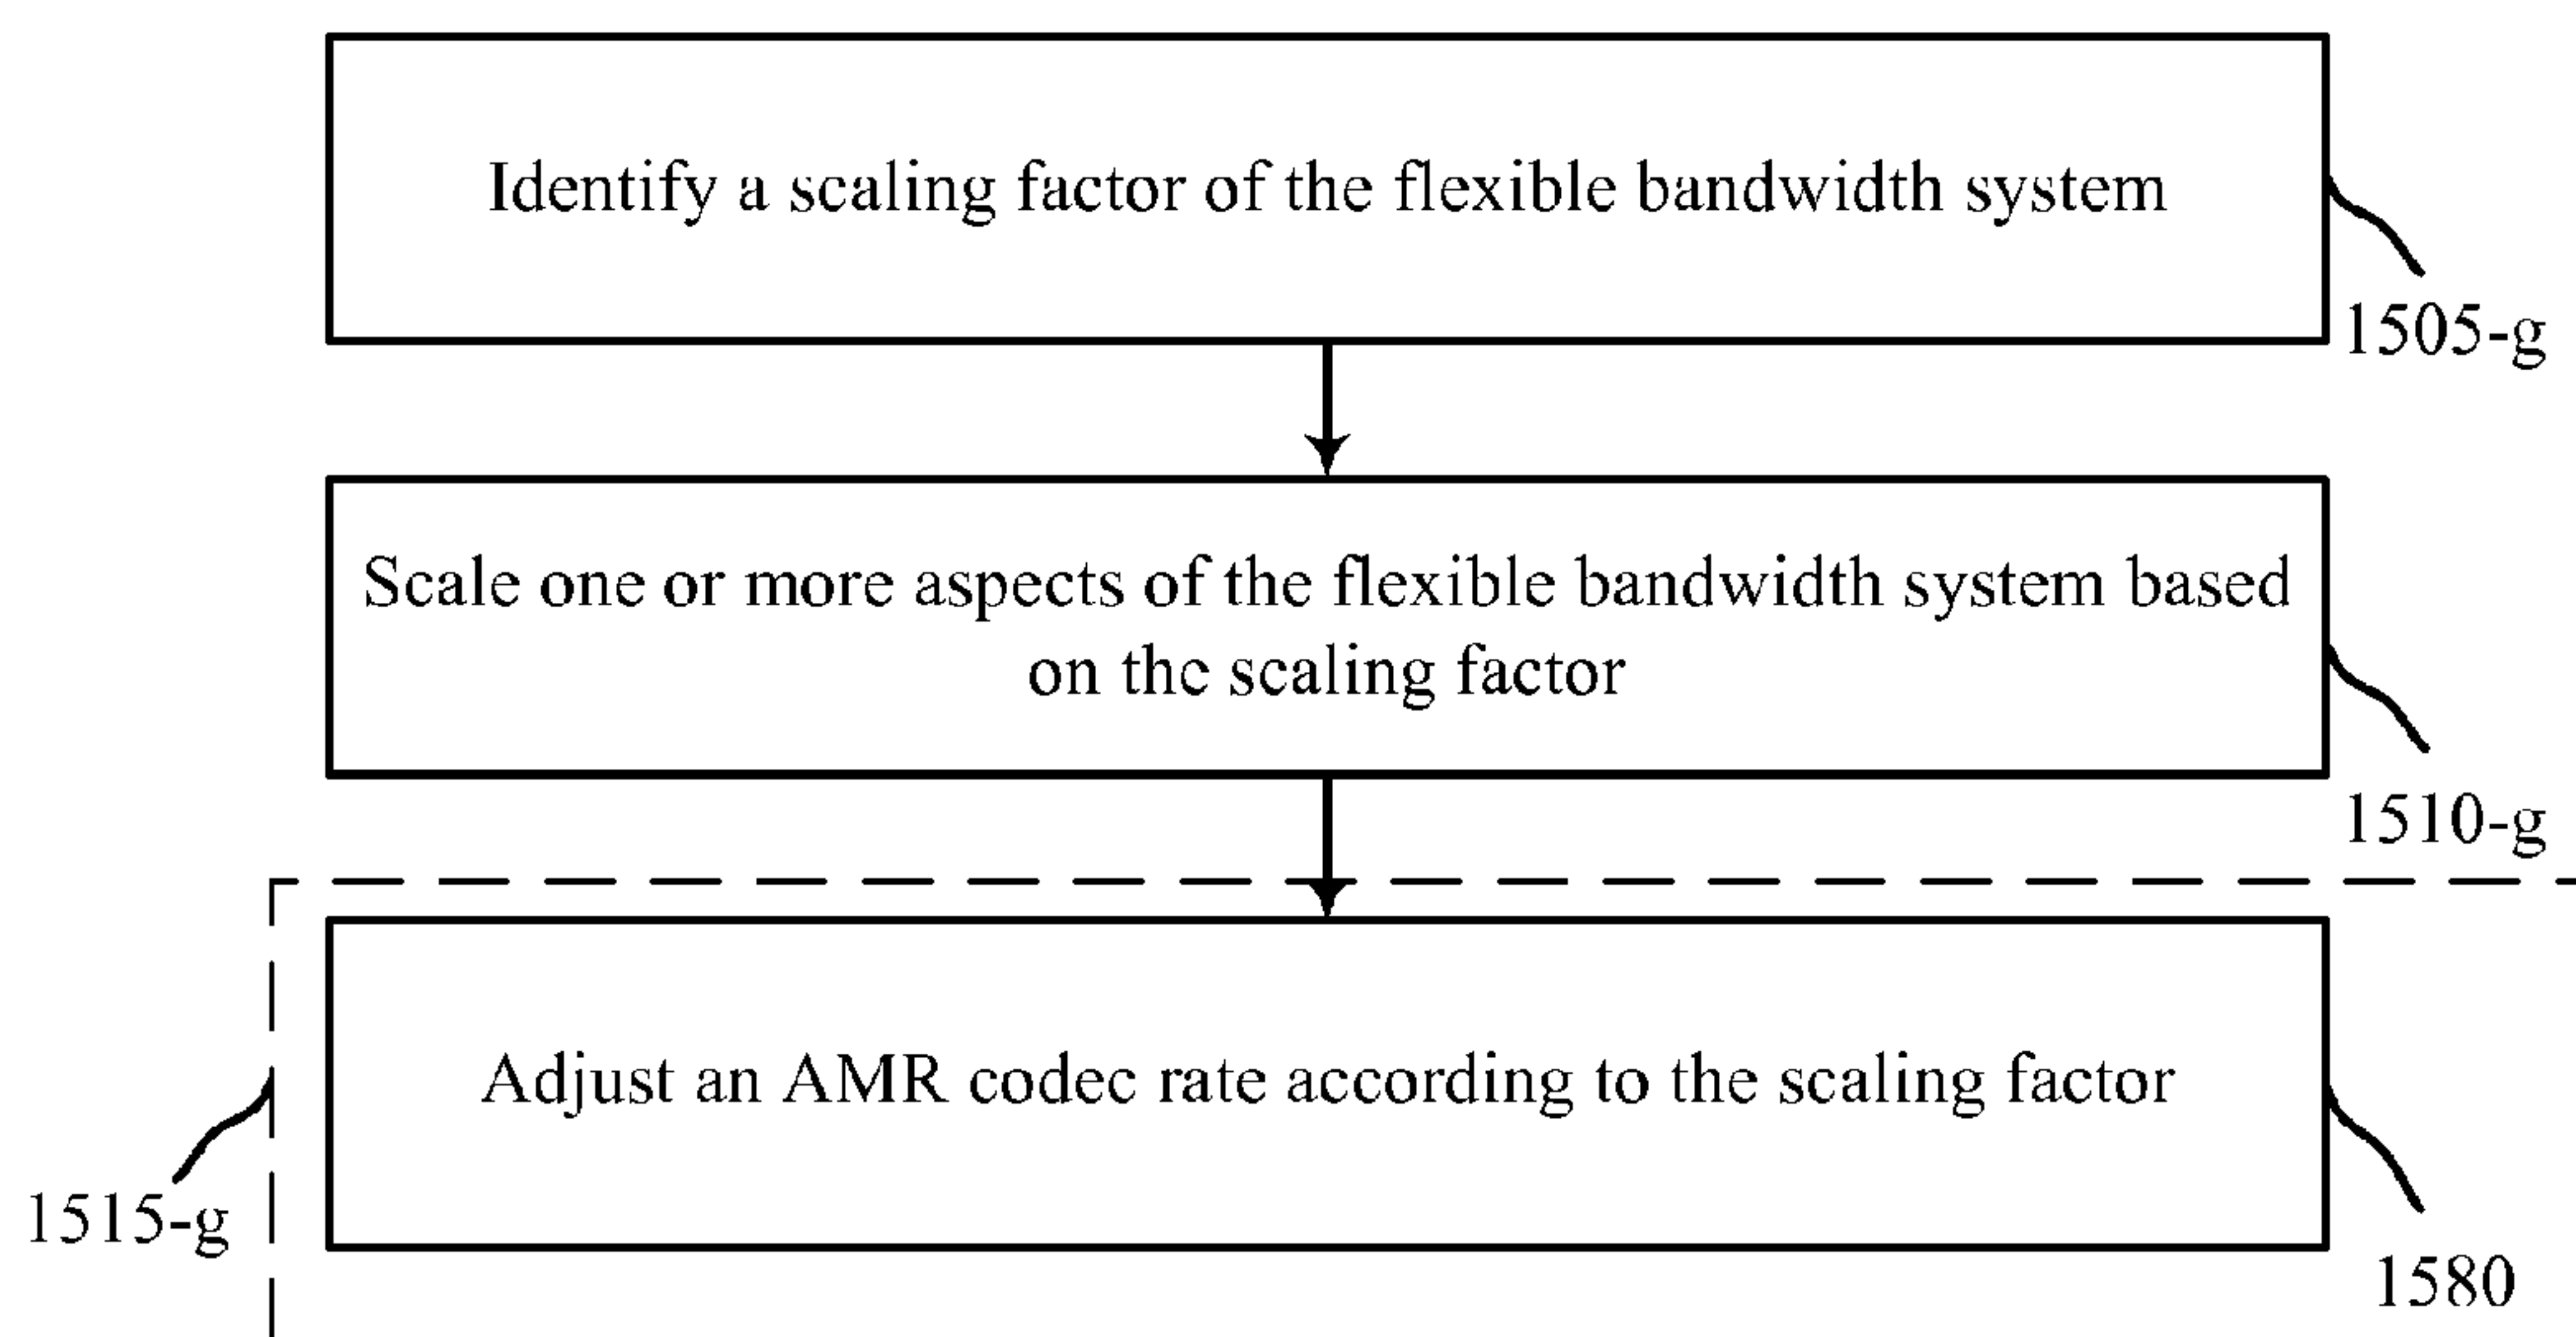 Identify a scaling factor of the flexible bandwidth system
1505-g
Scale one or more aspects of the flexible bandwidth system based
on the scaling factor
1510-g
Adjust an AMR codec rate according to the scaling factor
1515-g
1580